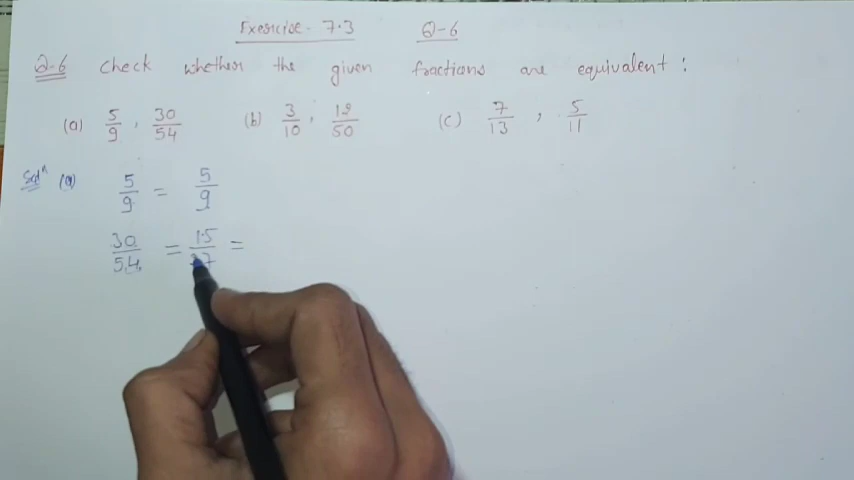 Exercise - 7.3 Q-6
Q-6 check whether the given fractions are equivalent :
(a) 5/9 , 30/54 (b) 3/10 , 12/50 (c) 7/13 , 5/11
Solⁿ (a) 5/9 = 5/9
30/54 = 15/27 =